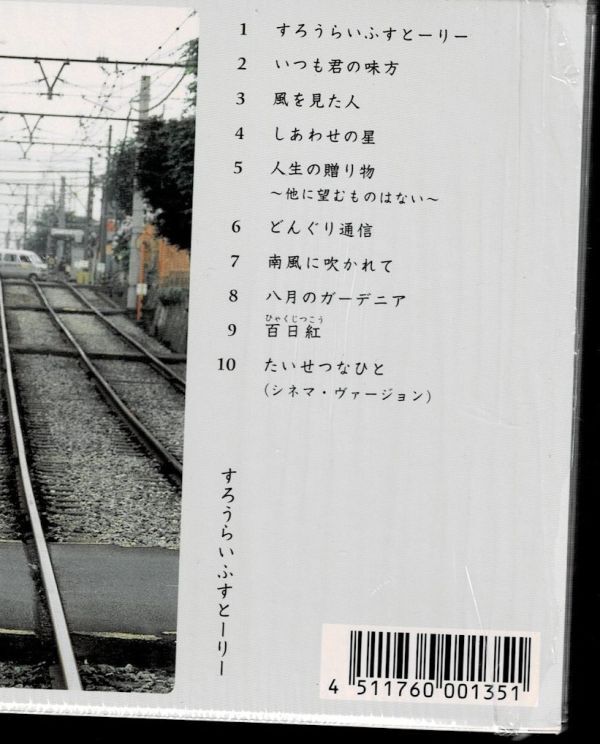 1 すろうらいふすとーりー
2 いつも君の味方
3 風を見た人
4 しあわせの星
5 人生の贈り物
〜他に望むものはない〜
6 どんぐり通信
7 南風に吹かれて
8 八月のガーデニア
ひゃくじつこう
9 百日紅
10 たいせつなひと
(シネマ・ヴァージョン)
すろうらいふすとーりー
4 511760 001351